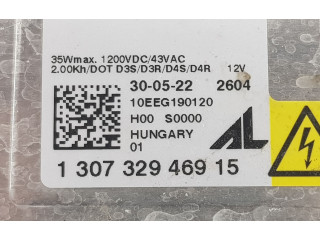 35Wmax. 1200VDC/43VAC
2.00Kh/DOT D3S/D3R/D4S/D4R 12V
30-05-22 2604
10EEG190120
H00 S0000
HUNGARY
01
AL
1 307 329 469 15